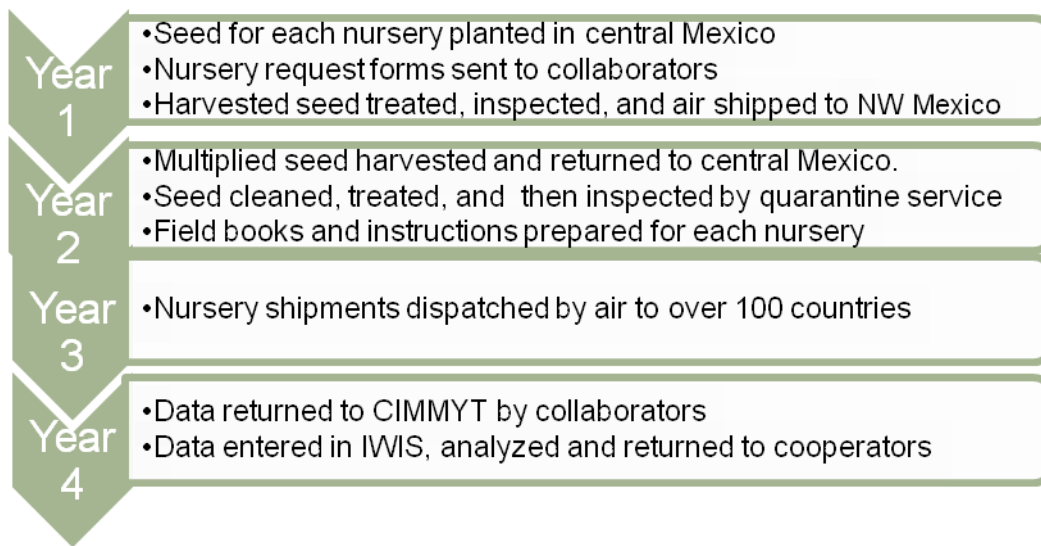 Year
1
•Seed for each nursery planted in central Mexico
•Nursery request forms sent to collaborators
•Harvested seed treated, inspected, and air shipped to NW Mexico
Year
2
•Multiplied seed harvested and returned to central Mexico.
•Seed cleaned, treated, and then inspected by quarantine service
•Field books and instructions prepared for each nursery
Year
3
•Nursery shipments dispatched by air to over 100 countries
Year
4
•Data returned to CIMMYT by collaborators
•Data entered in IWIS, analyzed and returned to cooperators